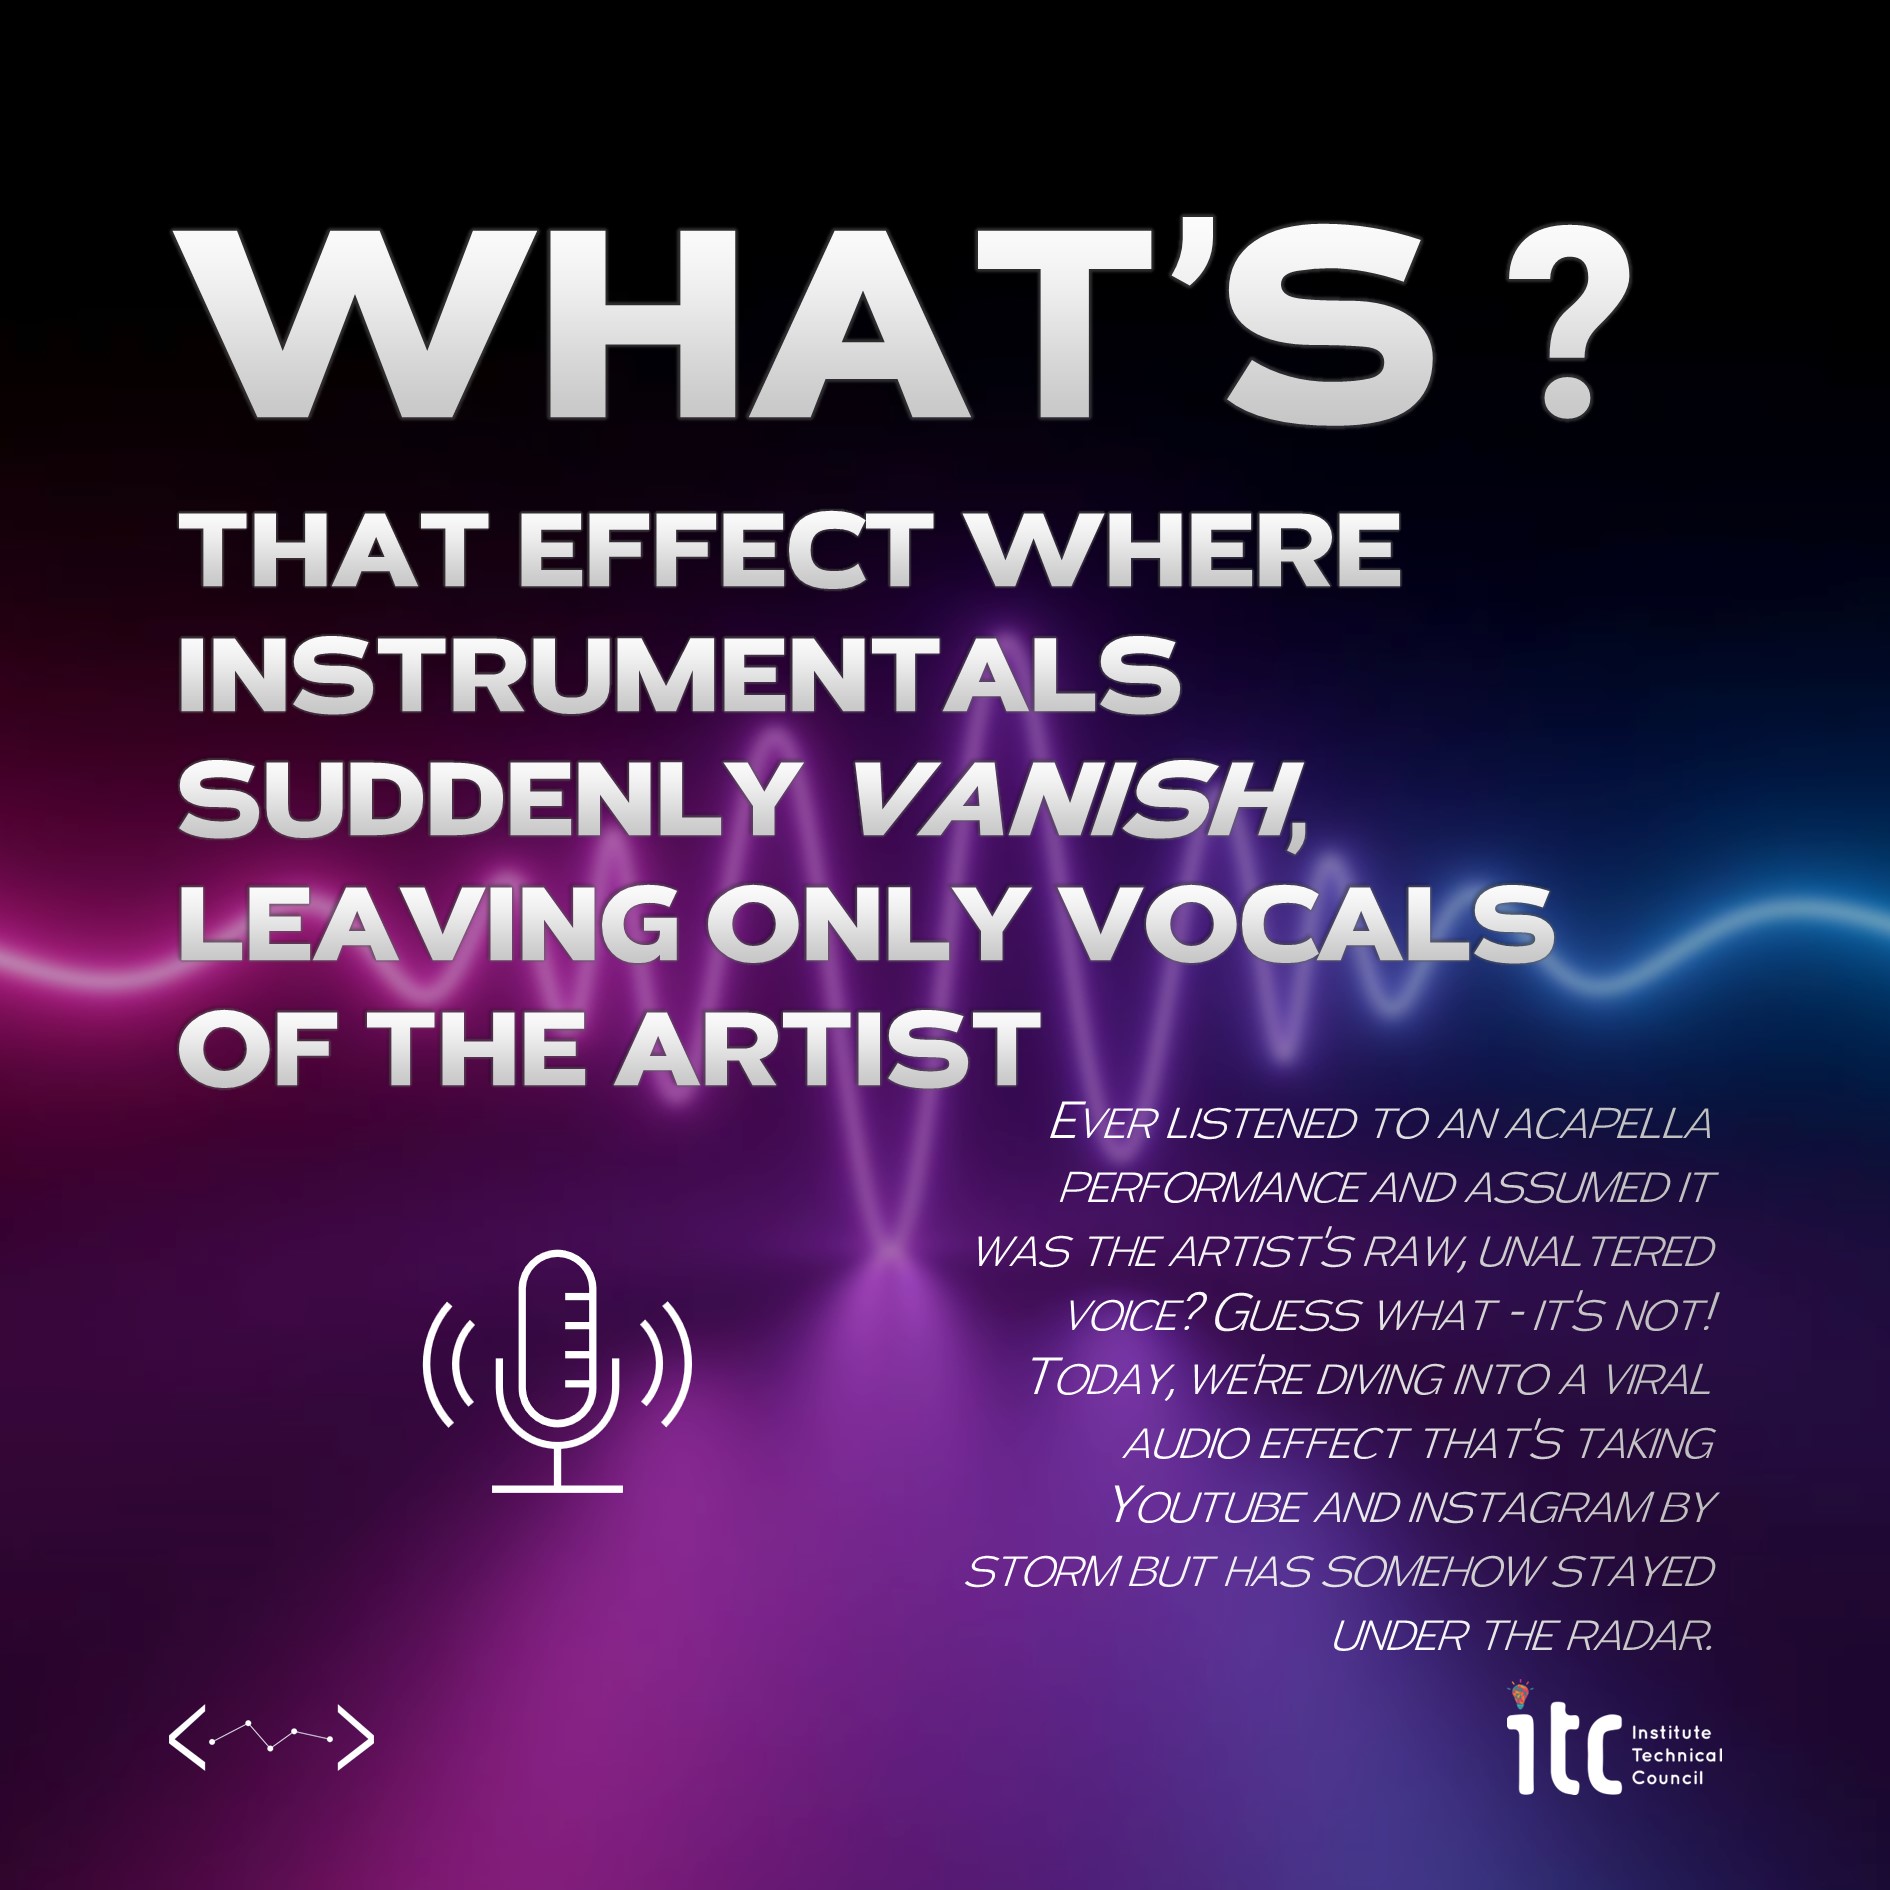 WHAT'S ?
THAT EFFECT WHERE
INSTRUMENTALS
SUDDENLY VANISH,
LEAVING ONLY VOCALS
OF THE ARTIST
EVER LISTENED TO AN ACAPELLA
PERFORMANCE AND ASSUMED IT
WAS THE ARTIST'S RAW, UNALTERED
VOICE? GUESS WHAT - IT'S NOT!
TODAY, WE'RE DIVING INTO A VIRAL
AUDIO EFFECT THAT'S TAKING
YOUTUBE AND INSTAGRAM BY
STORM BUT HAS SOMEHOW STAYED
UNDER THE RADAR.
itc
Institute
Technical
Council